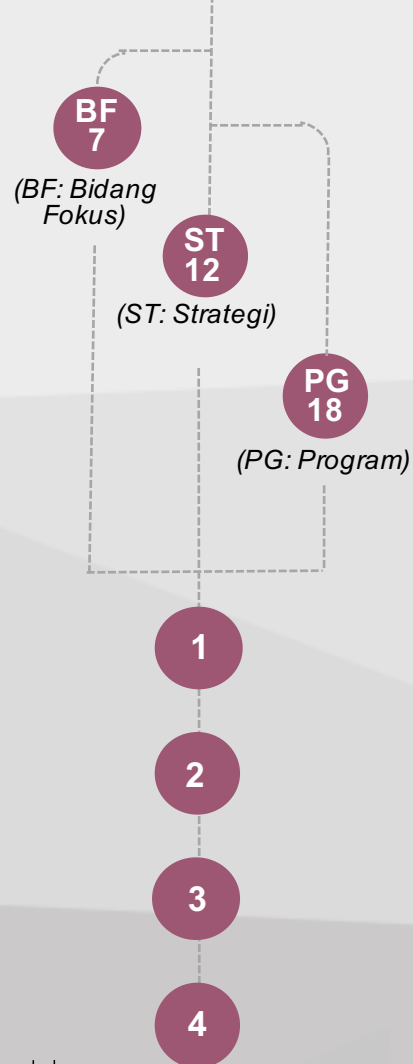 BF
7
(BF: Bidang
Fokus)
ST
12
(ST: Strategi)
PG
18
(PG: Program)
1
2
3
4